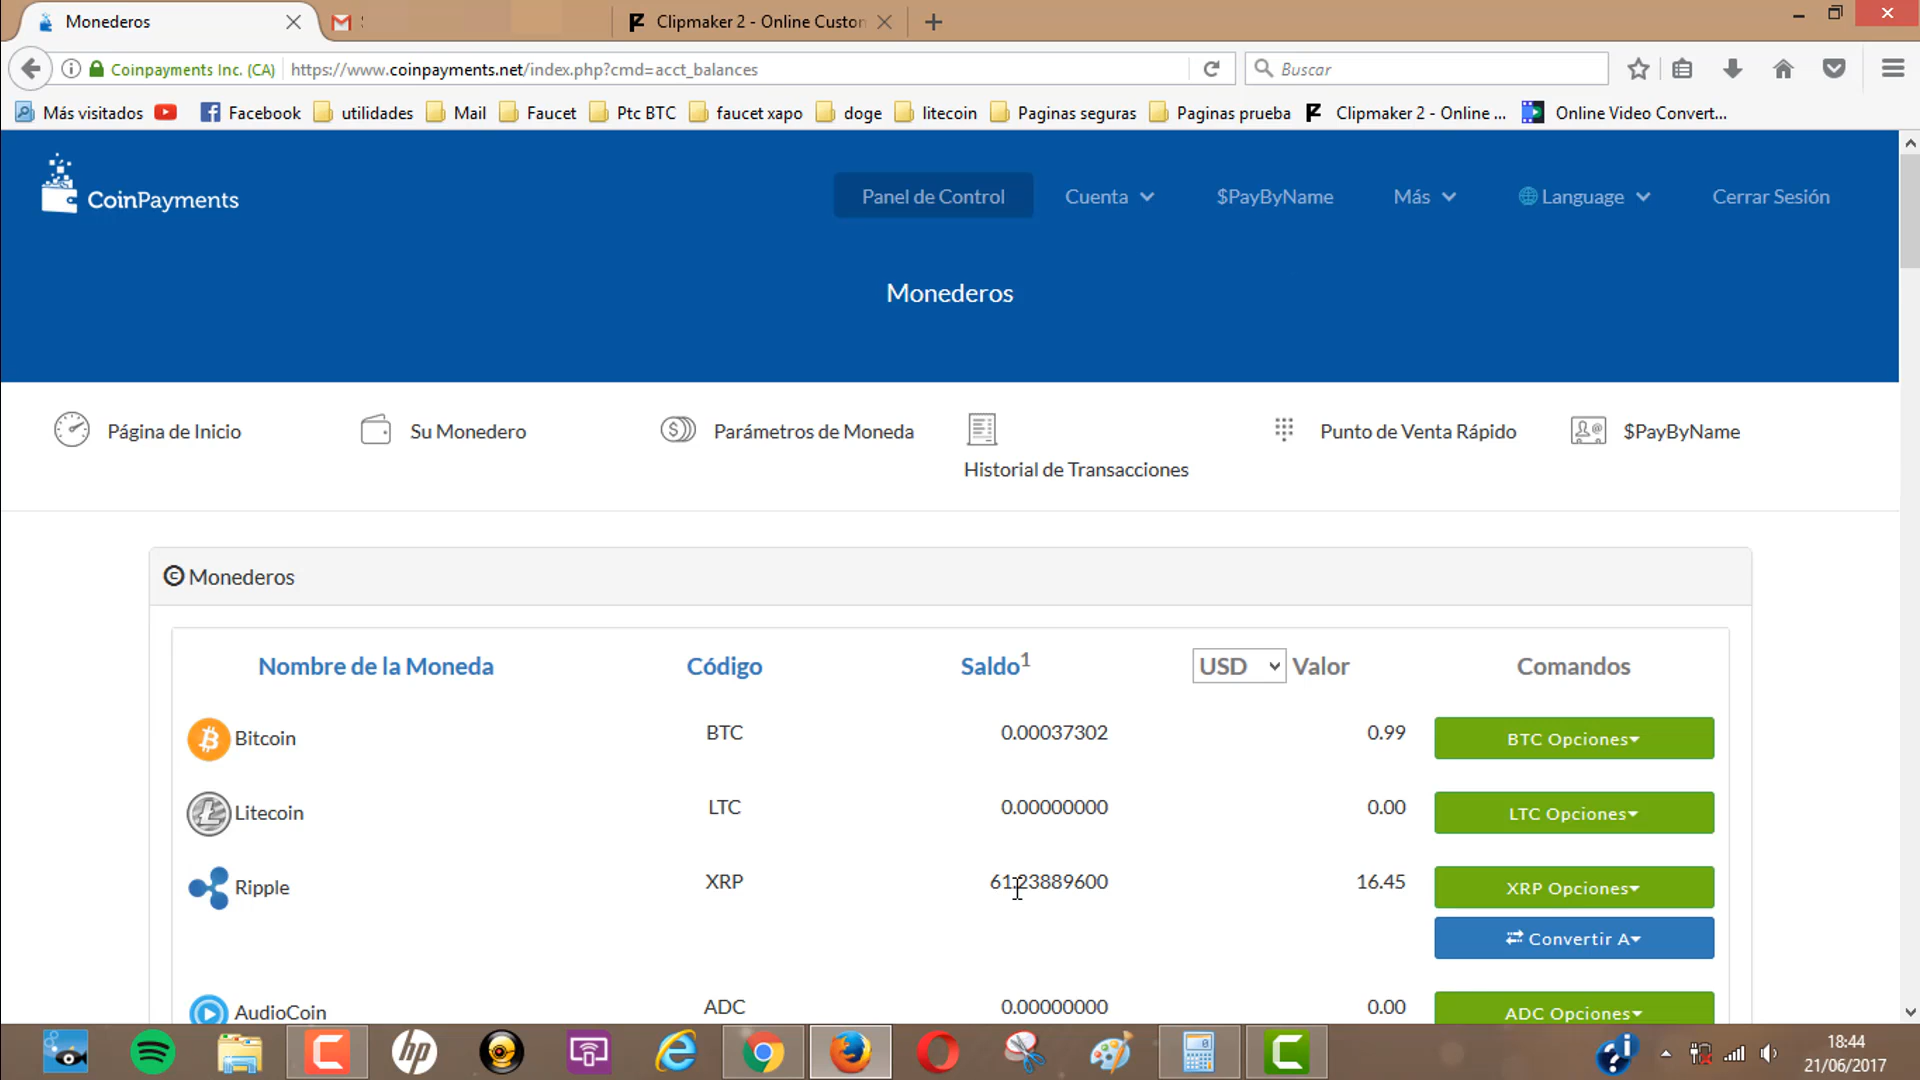 Monederos
Clipmaker 2 - Online Custon
Coinpayments Inc. (CA)
https://www.coinpayments.net/index.php?cmd=acct_balances
Buscar
Más visitados
Facebook
utilidades
Mail
Faucet
Ptc BTC
faucet xapo
doge
litecoin
Paginas seguras
Paginas prueba
Clipmaker 2 - Online ...
Online Video Convert...
CoinPayments
Panel de Control
Cuenta
$PayByName
Más
Language
Cerrar Sesión
Monederos
Página de Inicio
Su Monedero
Parámetros de Moneda
Historial de Transacciones
Punto de Venta Rápido
$PayByName
Monederos
Nombre de la Moneda Código Saldo1 USD Valor Comandos
Bitcoin BTC 0.00037302 0.99 BTC Opciones
Litecoin LTC 0.00000000 0.00 LTC Opciones
Ripple XRP 61.23889600 16.45 XRP Opciones
Convertir A
AudioCoin ADC 0.00000000 0.00 ADC Opciones
18:44
21/06/2017